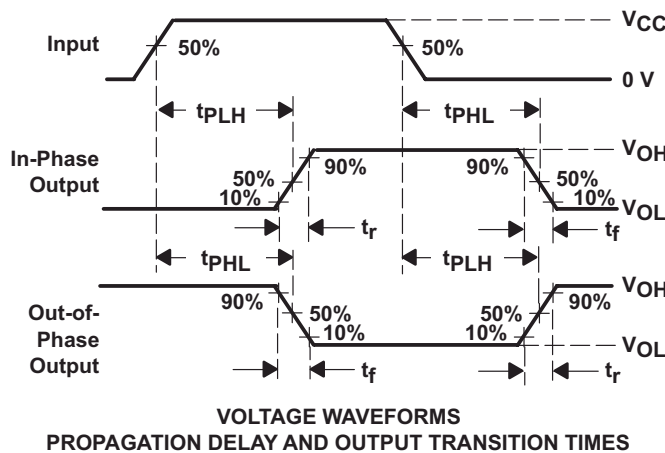 VCC
Input
50%
50%
0 V
tPLH
tPHL
In-Phase
Output
VOH
90%
90%
50%
50%
10%
10%
VOL
tr
tf
tPHL
tPLH
Out-of-
Phase
Output
VOH
90%
90%
50%
50%
10%
10%
VOL
tf
tr
VOLTAGE WAVEFORMS
PROPAGATION DELAY AND OUTPUT TRANSITION TIMES